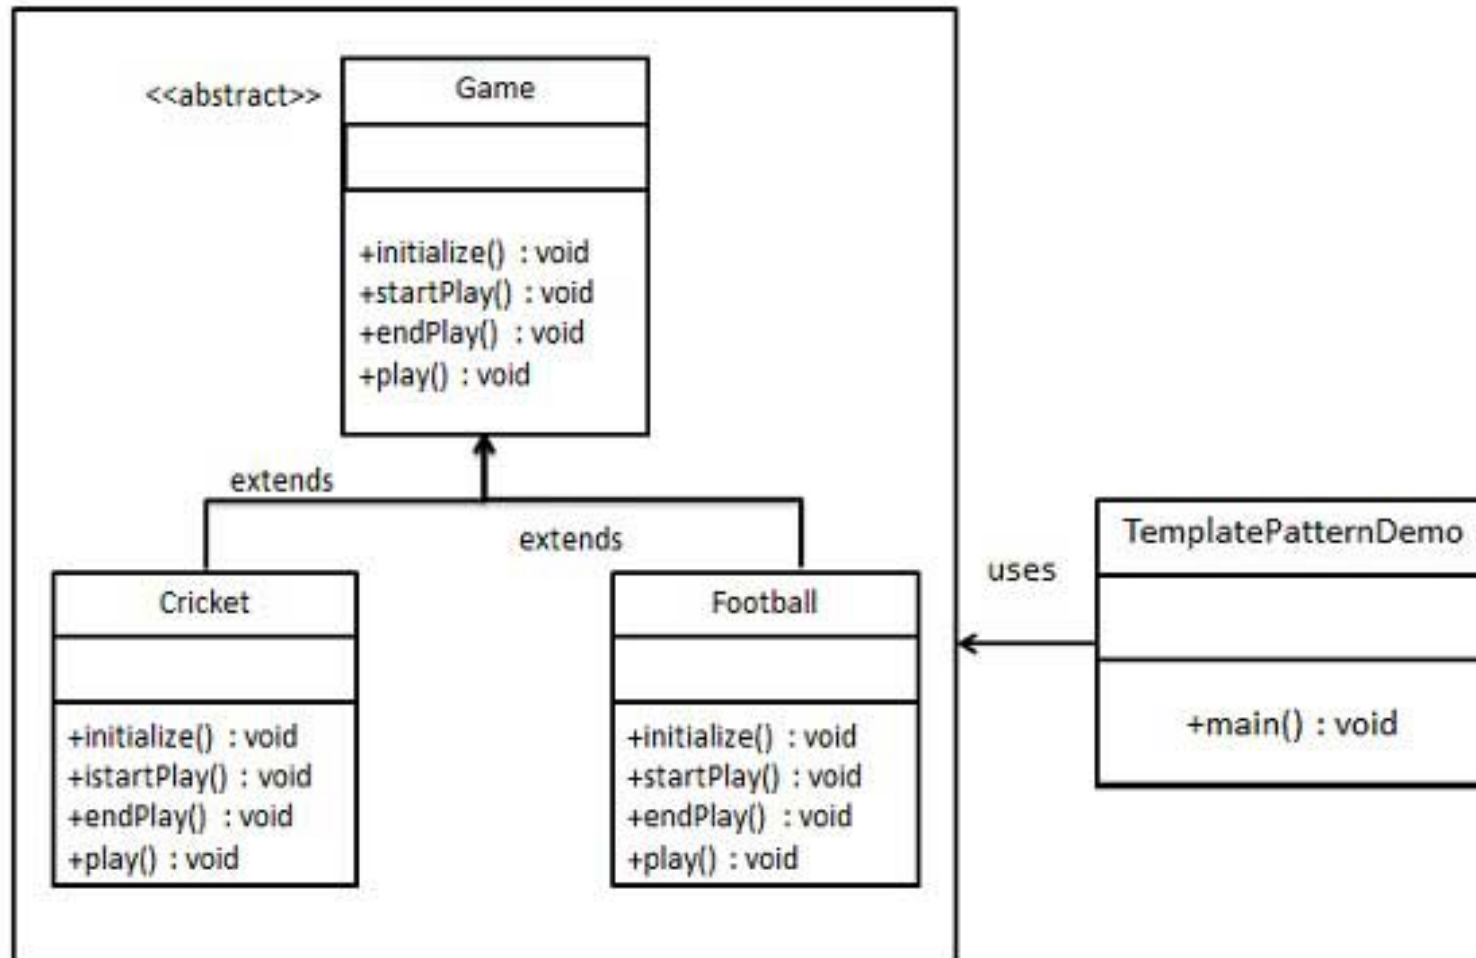 <<abstract>>
Game
+initialize() : void
+startPlay() : void
+endPlay() : void
+play() : void
extends
extends
Cricket
+initialize() : void
+istartPlay() : void
+endPlay() : void
+play() : void
Football
+initialize() : void
+startPlay() : void
+endPlay() : void
+play() : void
uses
TemplatePatternDemo
+main() : void